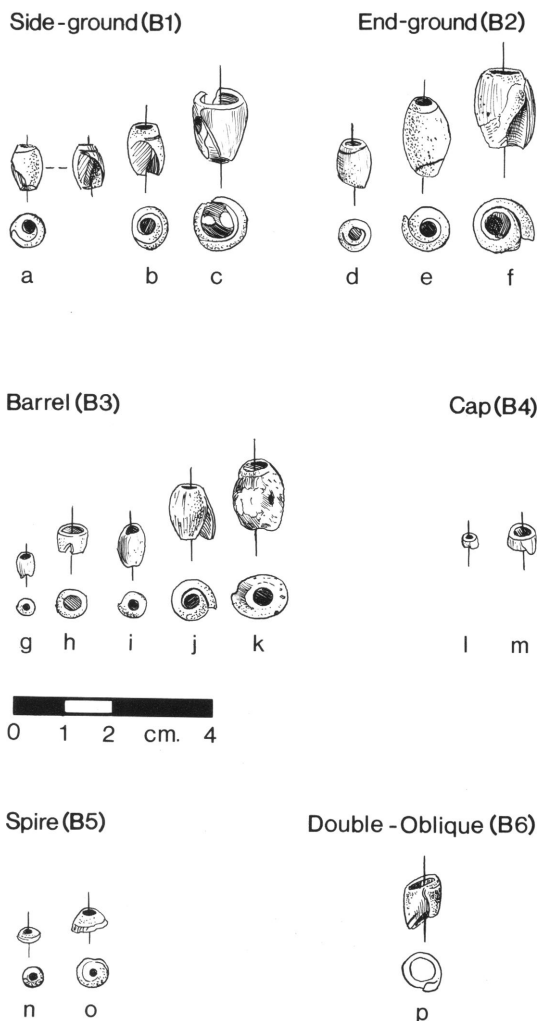 Side-ground (B1) End-ground (B2)
a b c d e f
Barrel (B3) Cap (B4)
g h i j k l m
0 1 2 cm. 4
Spire (B5) Double-Oblique (B6)
n o p